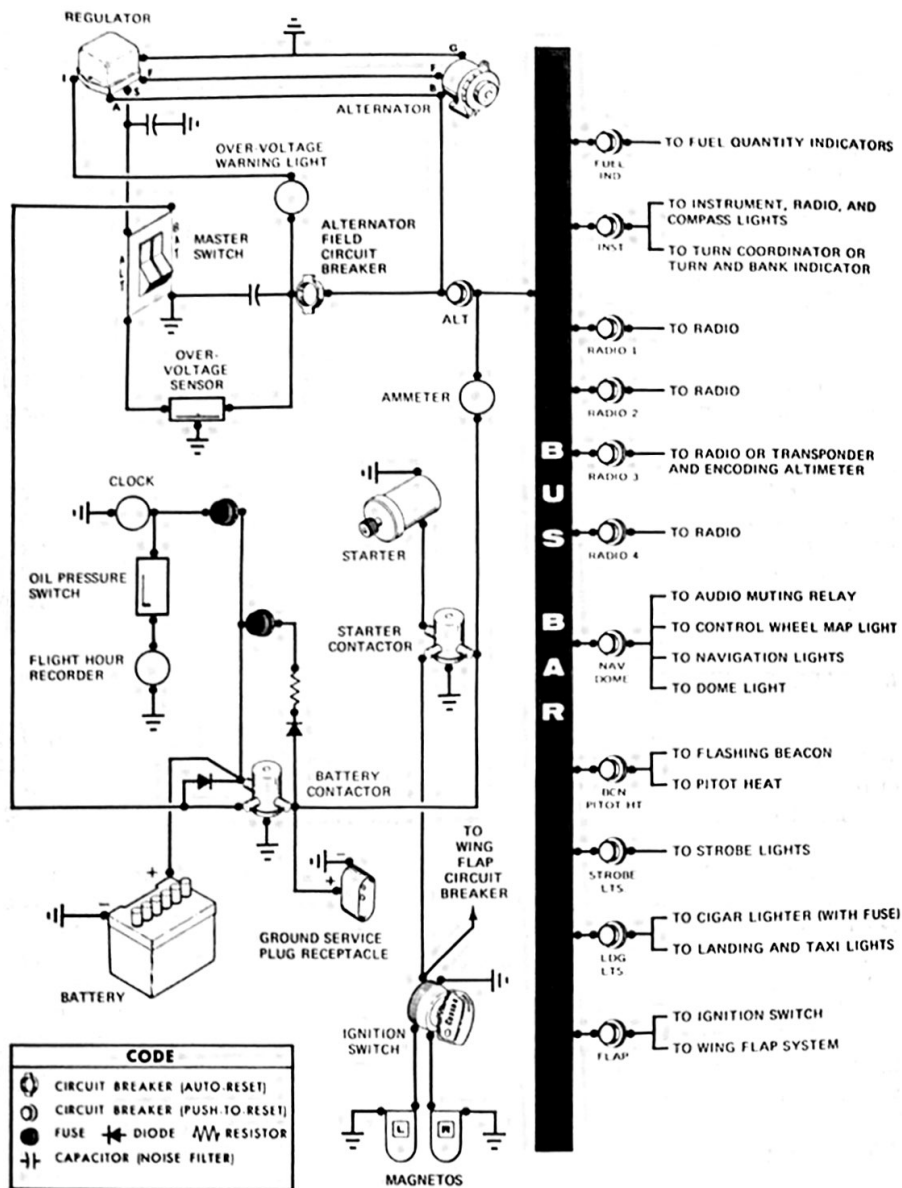 REGULATOR
G
F
F
I
S
A
B
ALTERNATOR
OVER-VOLTAGE
WARNING LIGHT
BAT
ALT
MASTER
SWITCH
ALTERNATOR
FIELD
CIRCUIT
BREAKER
ALT
OVER-
VOLTAGE
SENSOR
AMMETER
CLOCK
STARTER
OIL PRESSURE
SWITCH
STARTER
CONTACTOR
FLIGHT HOUR
RECORDER
BATTERY
CONTACTOR
TO
WING
FLAP
CIRCUIT
BREAKER
+
-
-
+
GROUND SERVICE
PLUG RECEPTACLE
BATTERY
IGNITION
SWITCH
L
R
MAGNETOS
BUS BAR
FUEL
IND
TO FUEL QUANTITY INDICATORS
INST
TO INSTRUMENT, RADIO, AND
COMPASS LIGHTS
TO TURN COORDINATOR OR
TURN AND BANK INDICATOR
RADIO 1
TO RADIO
RADIO 2
TO RADIO
RADIO 3
TO RADIO OR TRANSPONDER
AND ENCODING ALTIMETER
RADIO 4
TO RADIO
NAV
DOME
TO AUDIO MUTING RELAY
TO CONTROL WHEEL MAP LIGHT
TO NAVIGATION LIGHTS
TO DOME LIGHT
BCN
PITOT HT
TO FLASHING BEACON
TO PITOT HEAT
STROBE
LTS
TO STROBE LIGHTS
LDG
LTS
TO CIGAR LIGHTER (WITH FUSE)
TO LANDING AND TAXI LIGHTS
FLAP
TO IGNITION SWITCH
TO WING FLAP SYSTEM
CODE
CIRCUIT BREAKER (AUTO-RESET)
CIRCUIT BREAKER (PUSH-TO-RESET)
FUSE DIODE RESISTOR
CAPACITOR (NOISE FILTER)